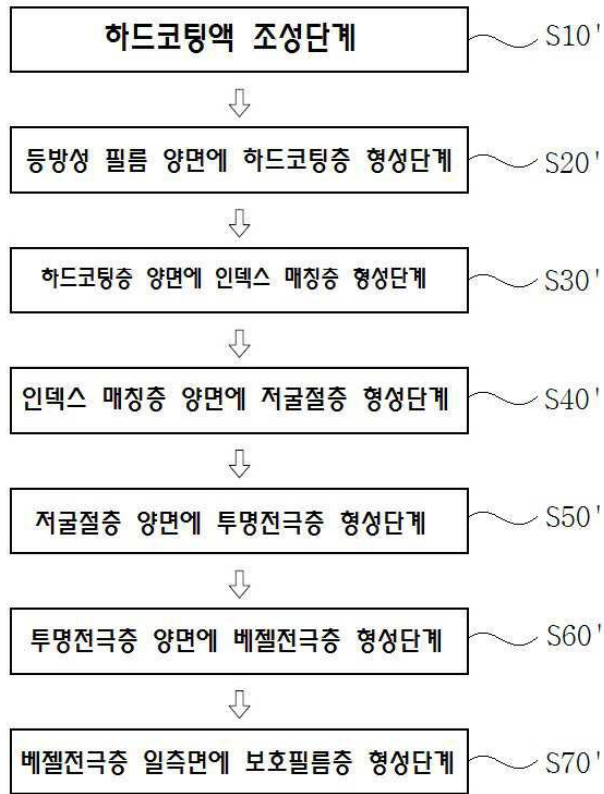 하드코팅액 조성단계 S10'
등방성 필름 양면에 하드코팅층 형성단계 S20'
하드코팅층 양면에 인덱스 매칭층 형성단계 S30'
인덱스 매칭층 양면에 저굴절층 형성단계 S40'
저굴절층 양면에 투명전극층 형성단계 S50'
투명전극층 양면에 베젤전극층 형성단계 S60'
베젤전극층 일측면에 보호필름층 형성단계 S70'